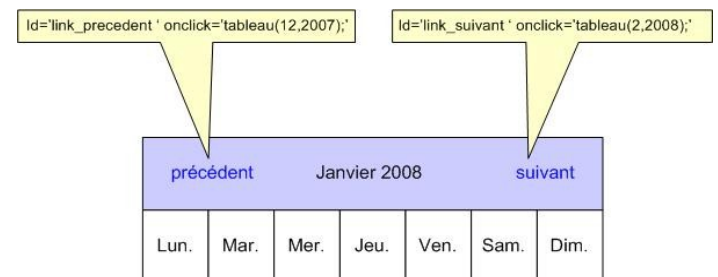 Id='link_precedent ‘ onclick='tableau(12,2007);'
Id='link_suivant ‘ onclick='tableau(2,2008);'
précédent Janvier 2008 suivant
Lun. Mar. Mer. Jeu. Ven. Sam. Dim.